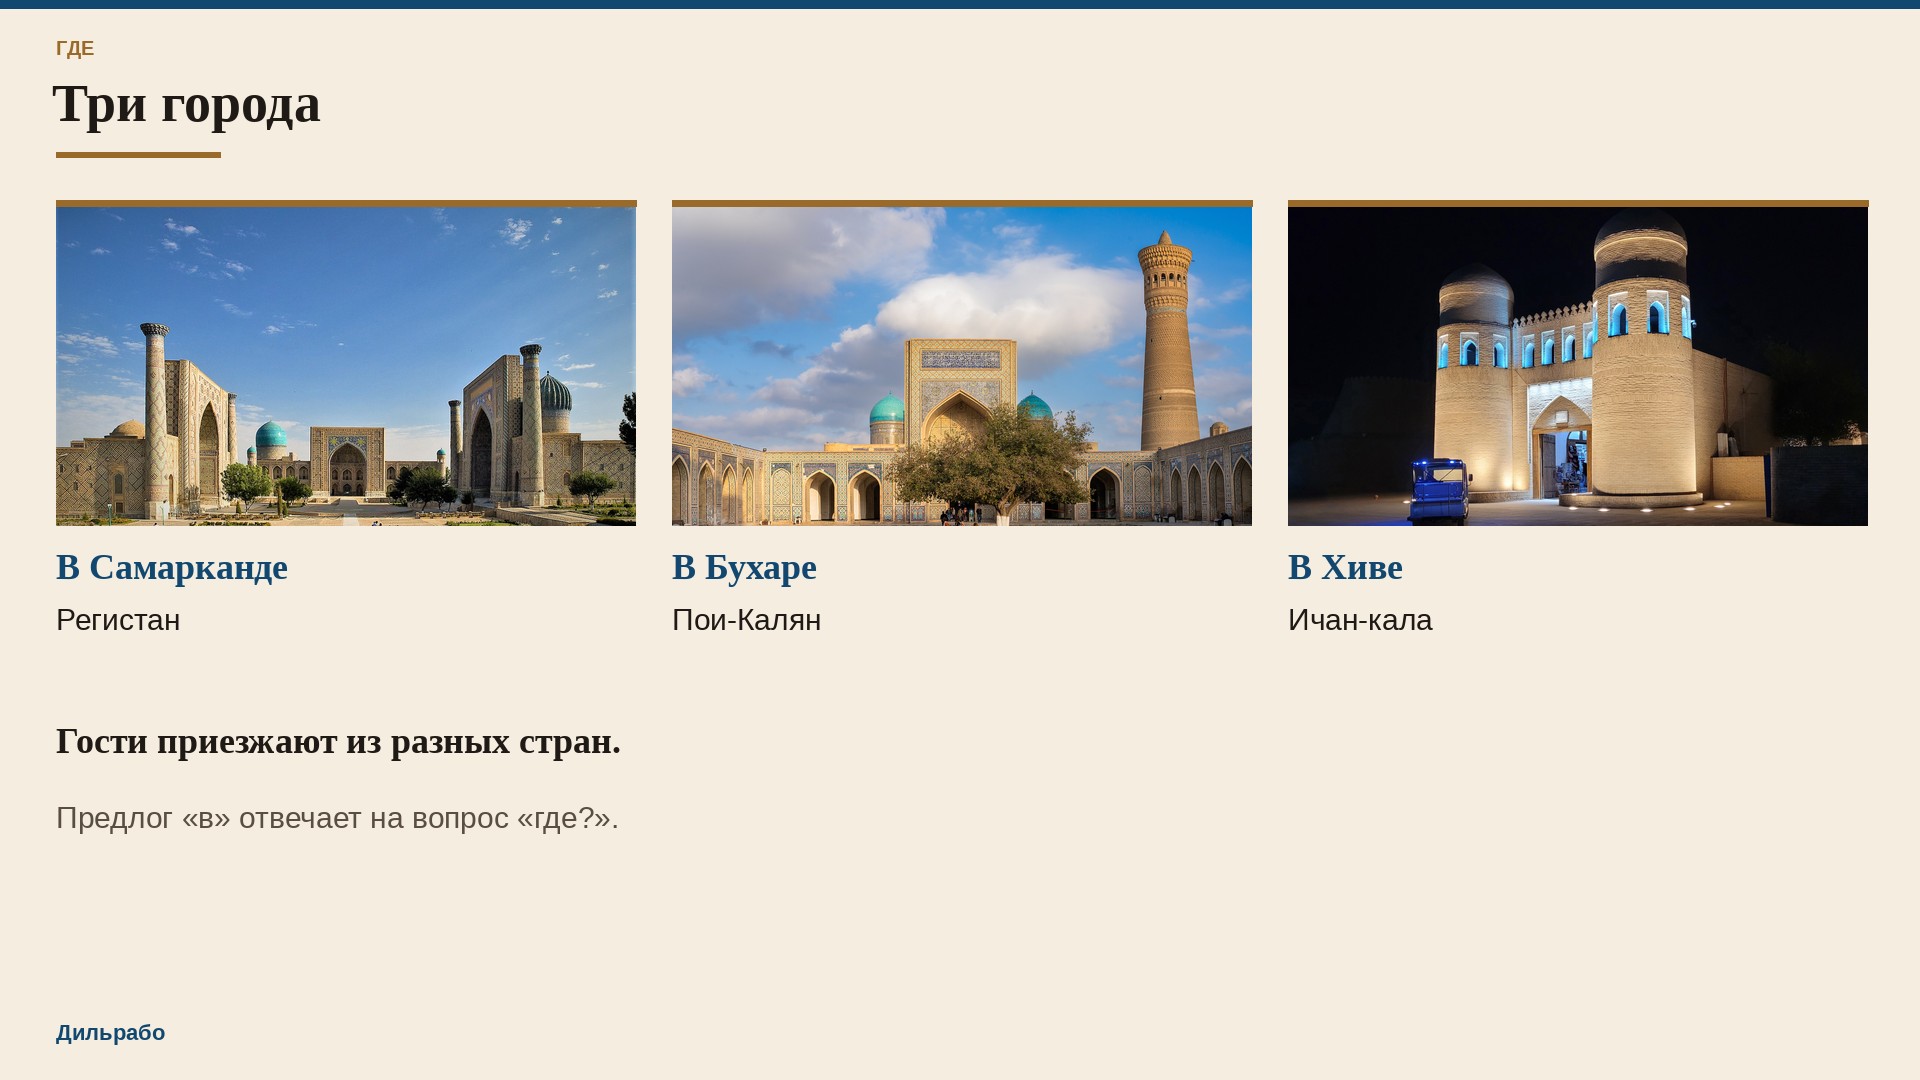 ГДЕ
Три города
В Самарканде
Регистан
В Бухаре
Пои-Калян
В Хиве
Ичан-кала
Гости приезжают из разных стран.
Предлог «в» отвечает на вопрос «где?».
Дильрабо